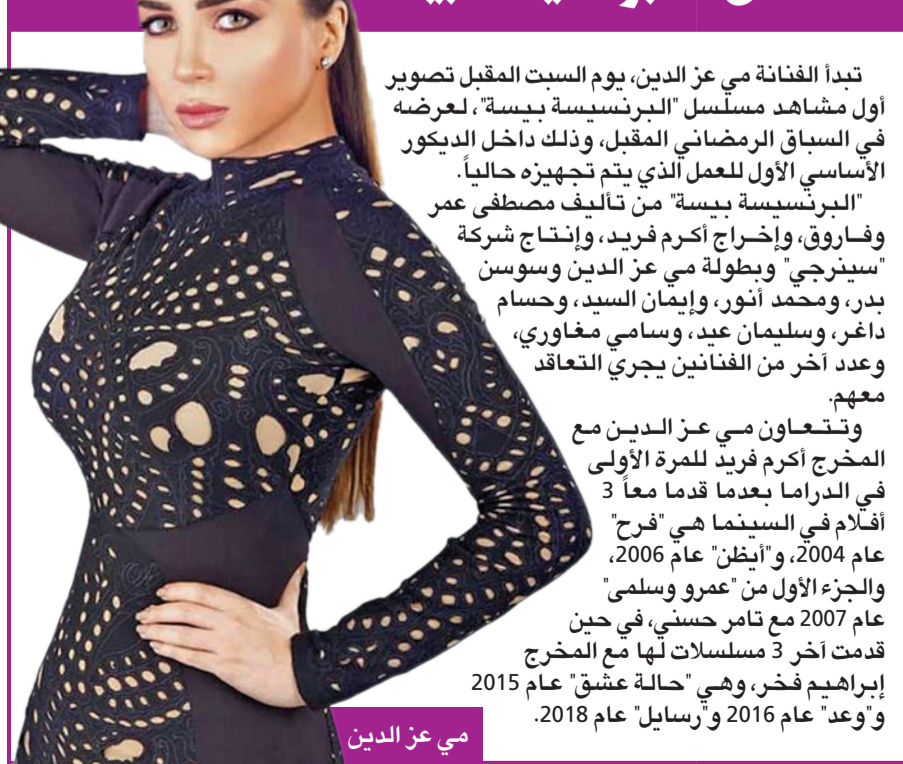 تبدأ الفنانة مي عز الدين، يوم السبت المقبل تصوير
أول مشاهد مسلسل "البرنسيسة بيسة"، لعرضه
في السباق الرمضاني المقبل، وذلك داخل الديكور
الأساسي الأول للعمل الذي يتم تجهيزه حالياً.
"البرنسيسة بيسة" من تأليف مصطفى عمر
وفاروق، وإخراج أكرم فريد، وإنتاج شركة
"سينرجي" وبطولة مي عز الدين وسوسن
بدر، ومحمد أنور، وإيمان السيد، وحسام
داغر، وسليمان عيد، وسامي مغاوري،
وعدد آخر من الفنانين يجري التعاقد
معهم.
وتتعاون مي عز الدين مع
المخرج أكرم فريد للمرة الأولى
في الدراما بعدما قدما معاً 3
أفلام في السينما هي "فرح"
عام 2004، و"أيظن" عام 2006،
والجزء الأول من "عمرو وسلمى"
عام 2007 مع تامر حسني، في حين
قدمت آخر 3 مسلسلات لها مع المخرج
إبراهيم فخر، وهي "حالة عشق" عام 2015
و"وعد" عام 2016 و"رسايل" عام 2018.
مي عز الدين